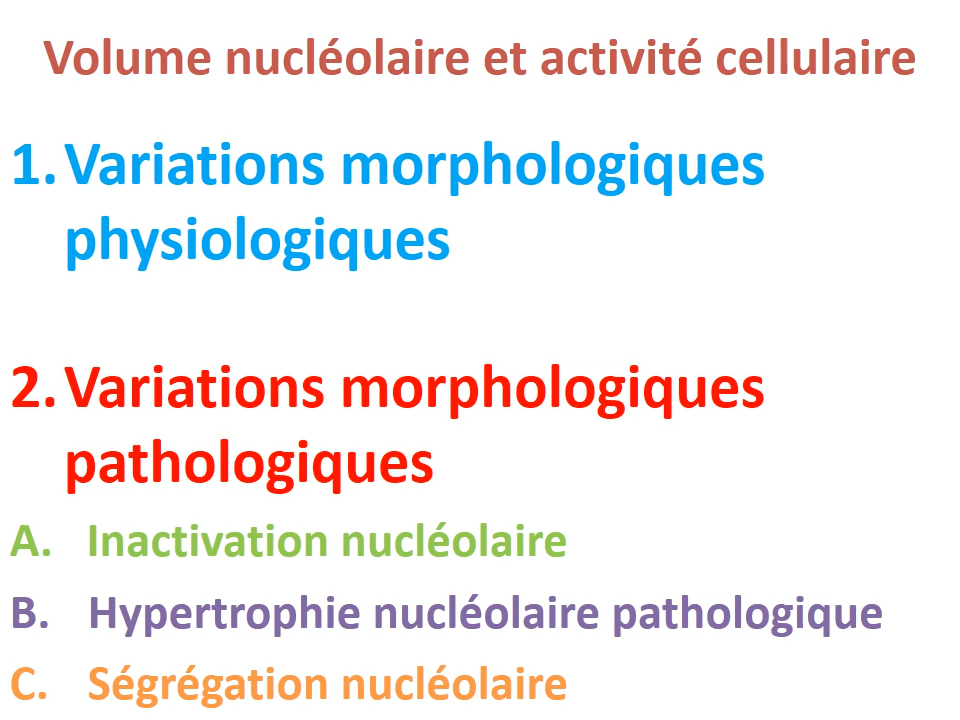 Volume nucléolaire et activité cellulaire
1. Variations morphologiques
physiologiques
2. Variations morphologiques
pathologiques
A. Inactivation nucléolaire
B. Hypertrophie nucléolaire pathologique
C. Ségrégation nucléolaire